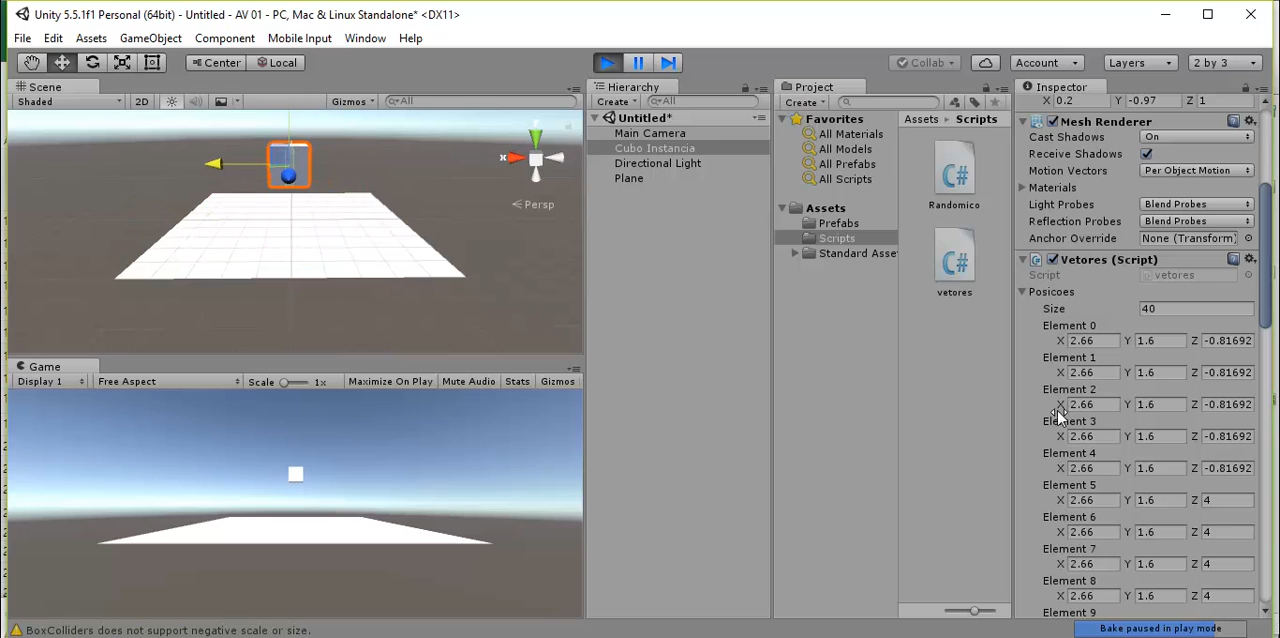 Unity 5.5.1f1 Personal (64bit) - Untitled - AV 01 - PC, Mac & Linux Standalone* <DX11>
File Edit Assets GameObject Component Mobile Input Window Help
Center Local Collab Account Layers 2 by 3
Scene
Shaded 2D Gizmos All
x
Persp
Game
Display 1 Free Aspect Scale 1x Maximize On Play Mute Audio Stats Gizmos
Hierarchy
Create All
Untitled*
Main Camera
Cubo Instancia
Directional Light
Plane
Project
Create
Favorites
All Materials
All Models
All Prefabs
All Scripts
Assets
Prefabs
Scripts
Standard Asse
Assets Scripts
Randomico
vetores
Inspector
X 0.2 Y -0.97 Z 1
Mesh Renderer
Cast Shadows On
Receive Shadows
Motion Vectors Per Object Motion
Materials
Light Probes Blend Probes
Reflection Probes Blend Probes
Anchor Override None (Transform)
Vetores (Script)
Script vetores
Posicoes
Size 40
Element 0
X 2.66 Y 1.6 Z -0.81692
Element 1
X 2.66 Y 1.6 Z -0.81692
Element 2
X 2.66 Y 1.6 Z -0.81692
Element 3
X 2.66 Y 1.6 Z -0.81692
Element 4
X 2.66 Y 1.6 Z -0.81692
Element 5
X 2.66 Y 1.6 Z 4
Element 6
X 2.66 Y 1.6 Z 4
Element 7
X 2.66 Y 1.6 Z 4
Element 8
X 2.66 Y 1.6 Z 4
Element 9
BoxColliders does not support negative scale or size.
Bake paused in play mode